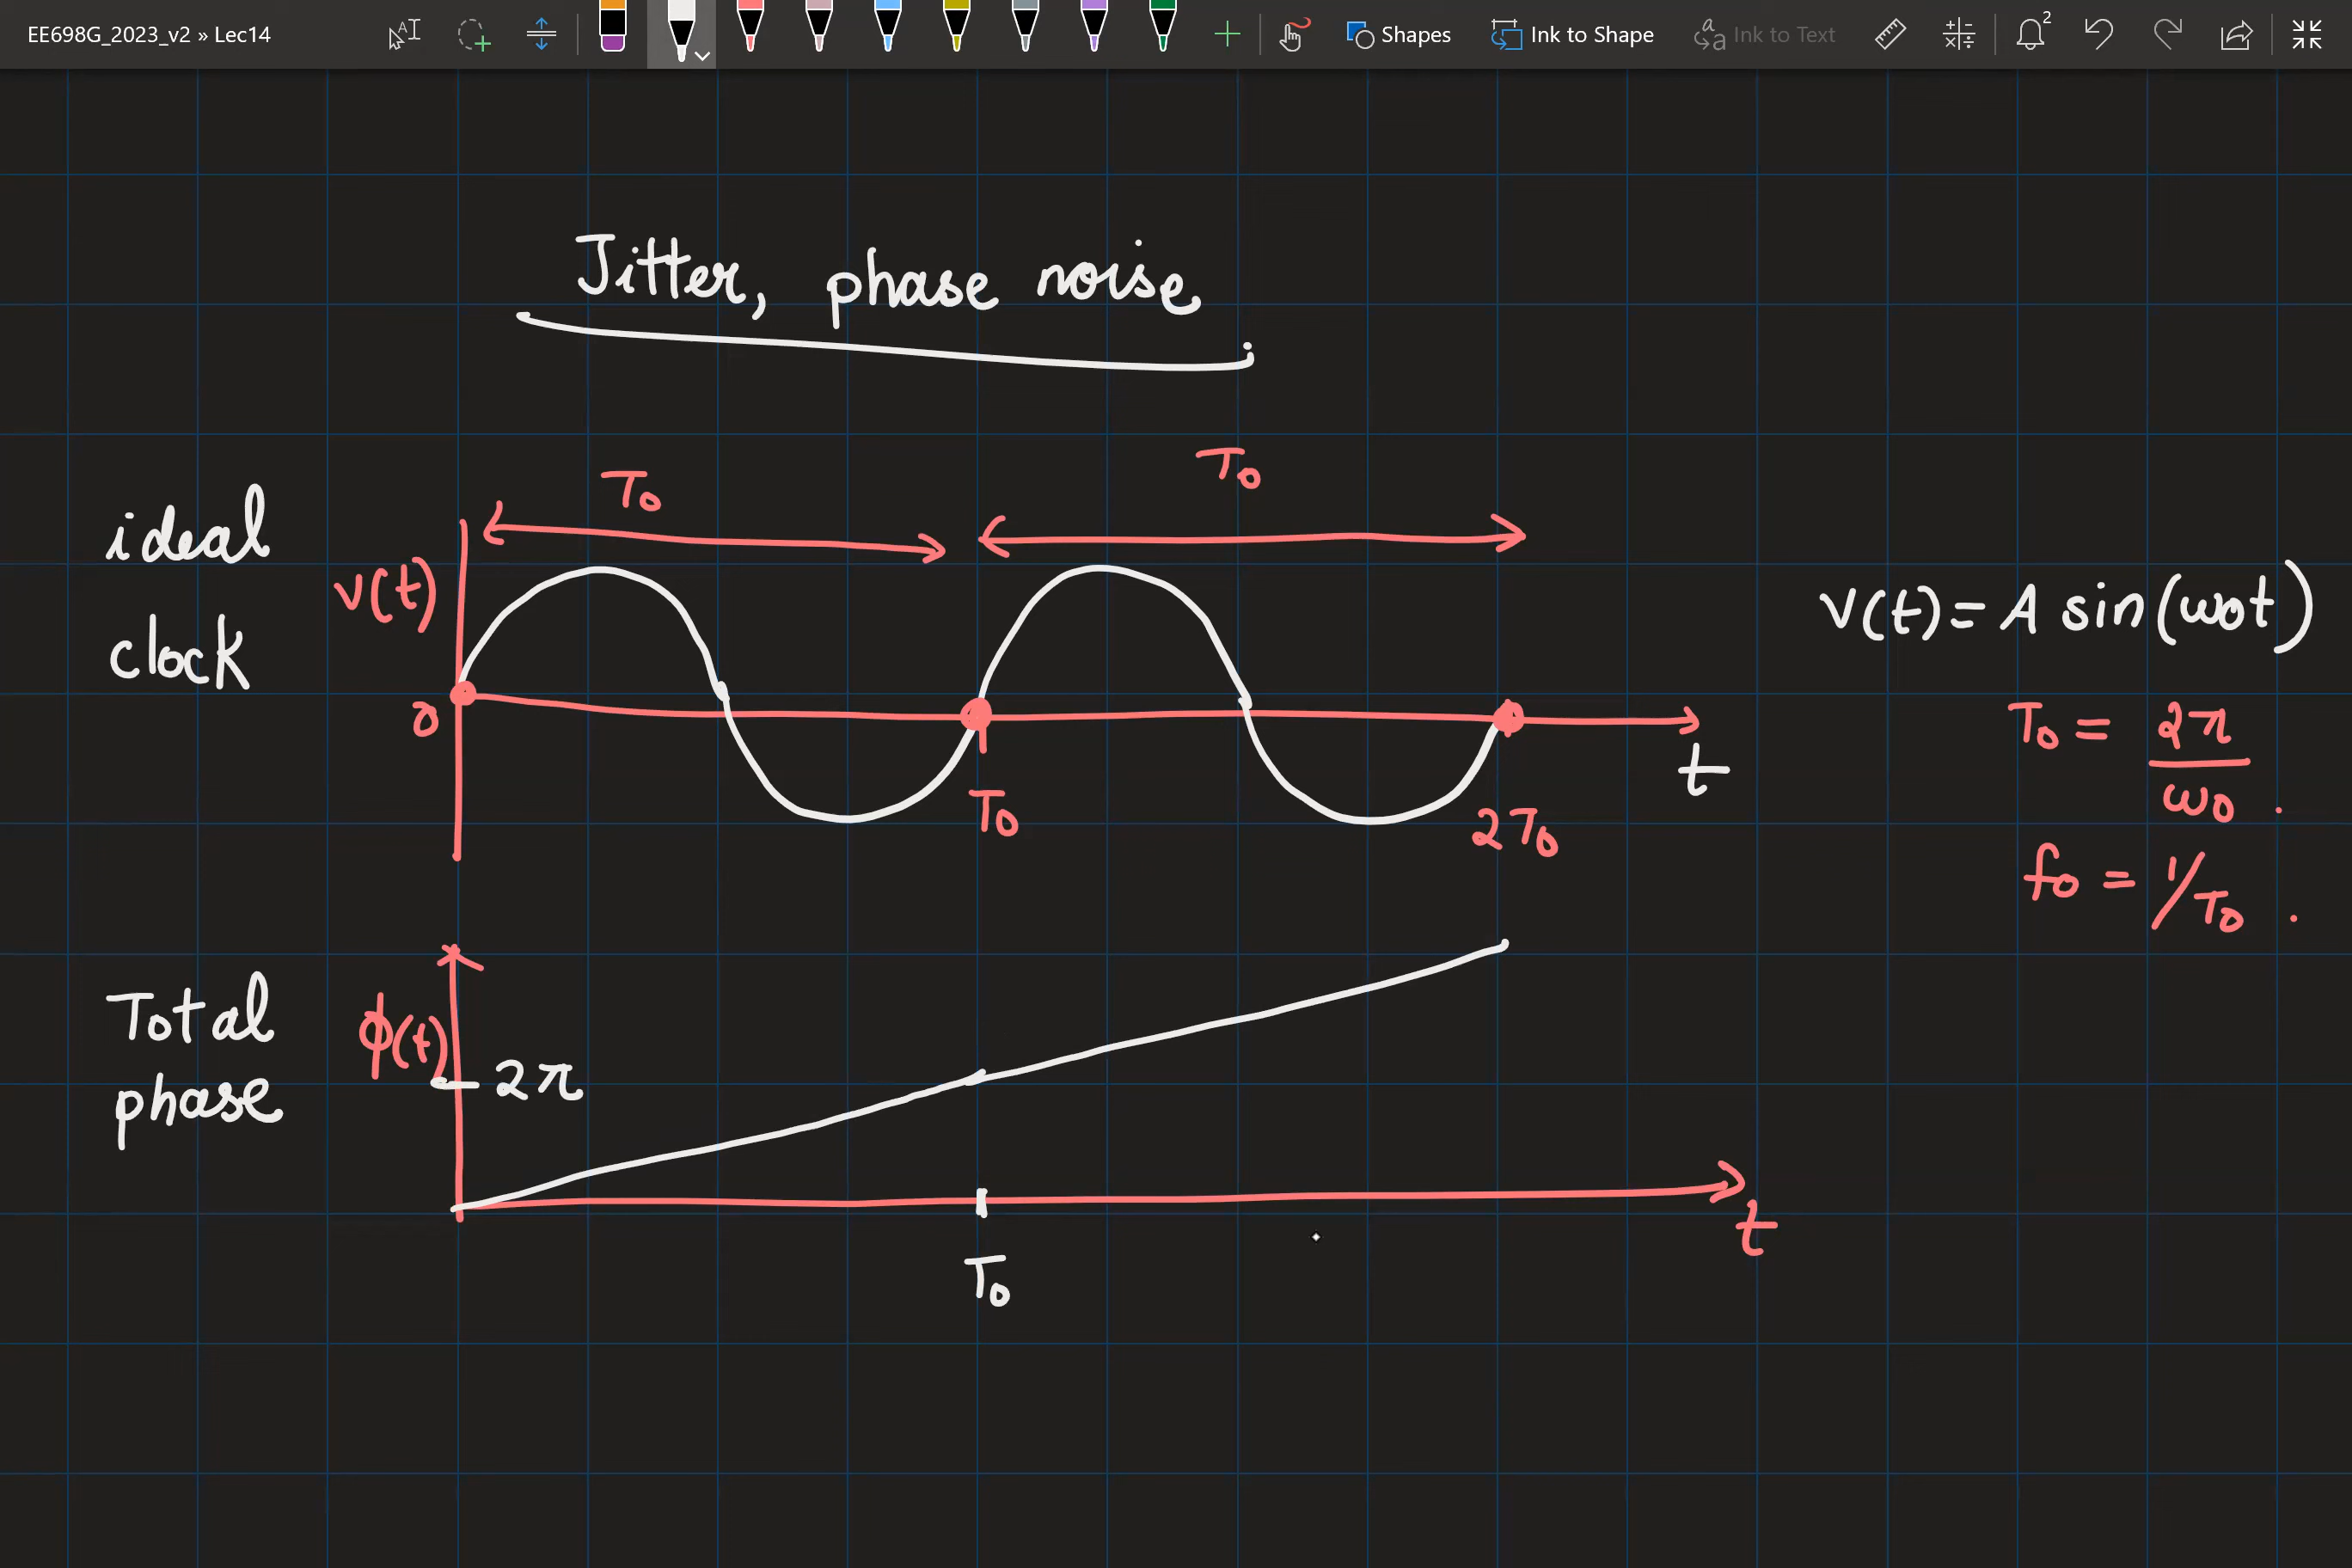 EE698G_2023_v2 » Lec14
Shapes
Ink to Shape
Ink to Text
2
Jitter, phase noise
T₀
T₀
ideal
clock
v(t)
v(t) = A sin(ω₀t)
0
T₀
2T₀
t
T₀ = 2π/ω₀ .
f₀ = 1/T₀ .
Total
phase
ϕ(t)
2π
t
T₀